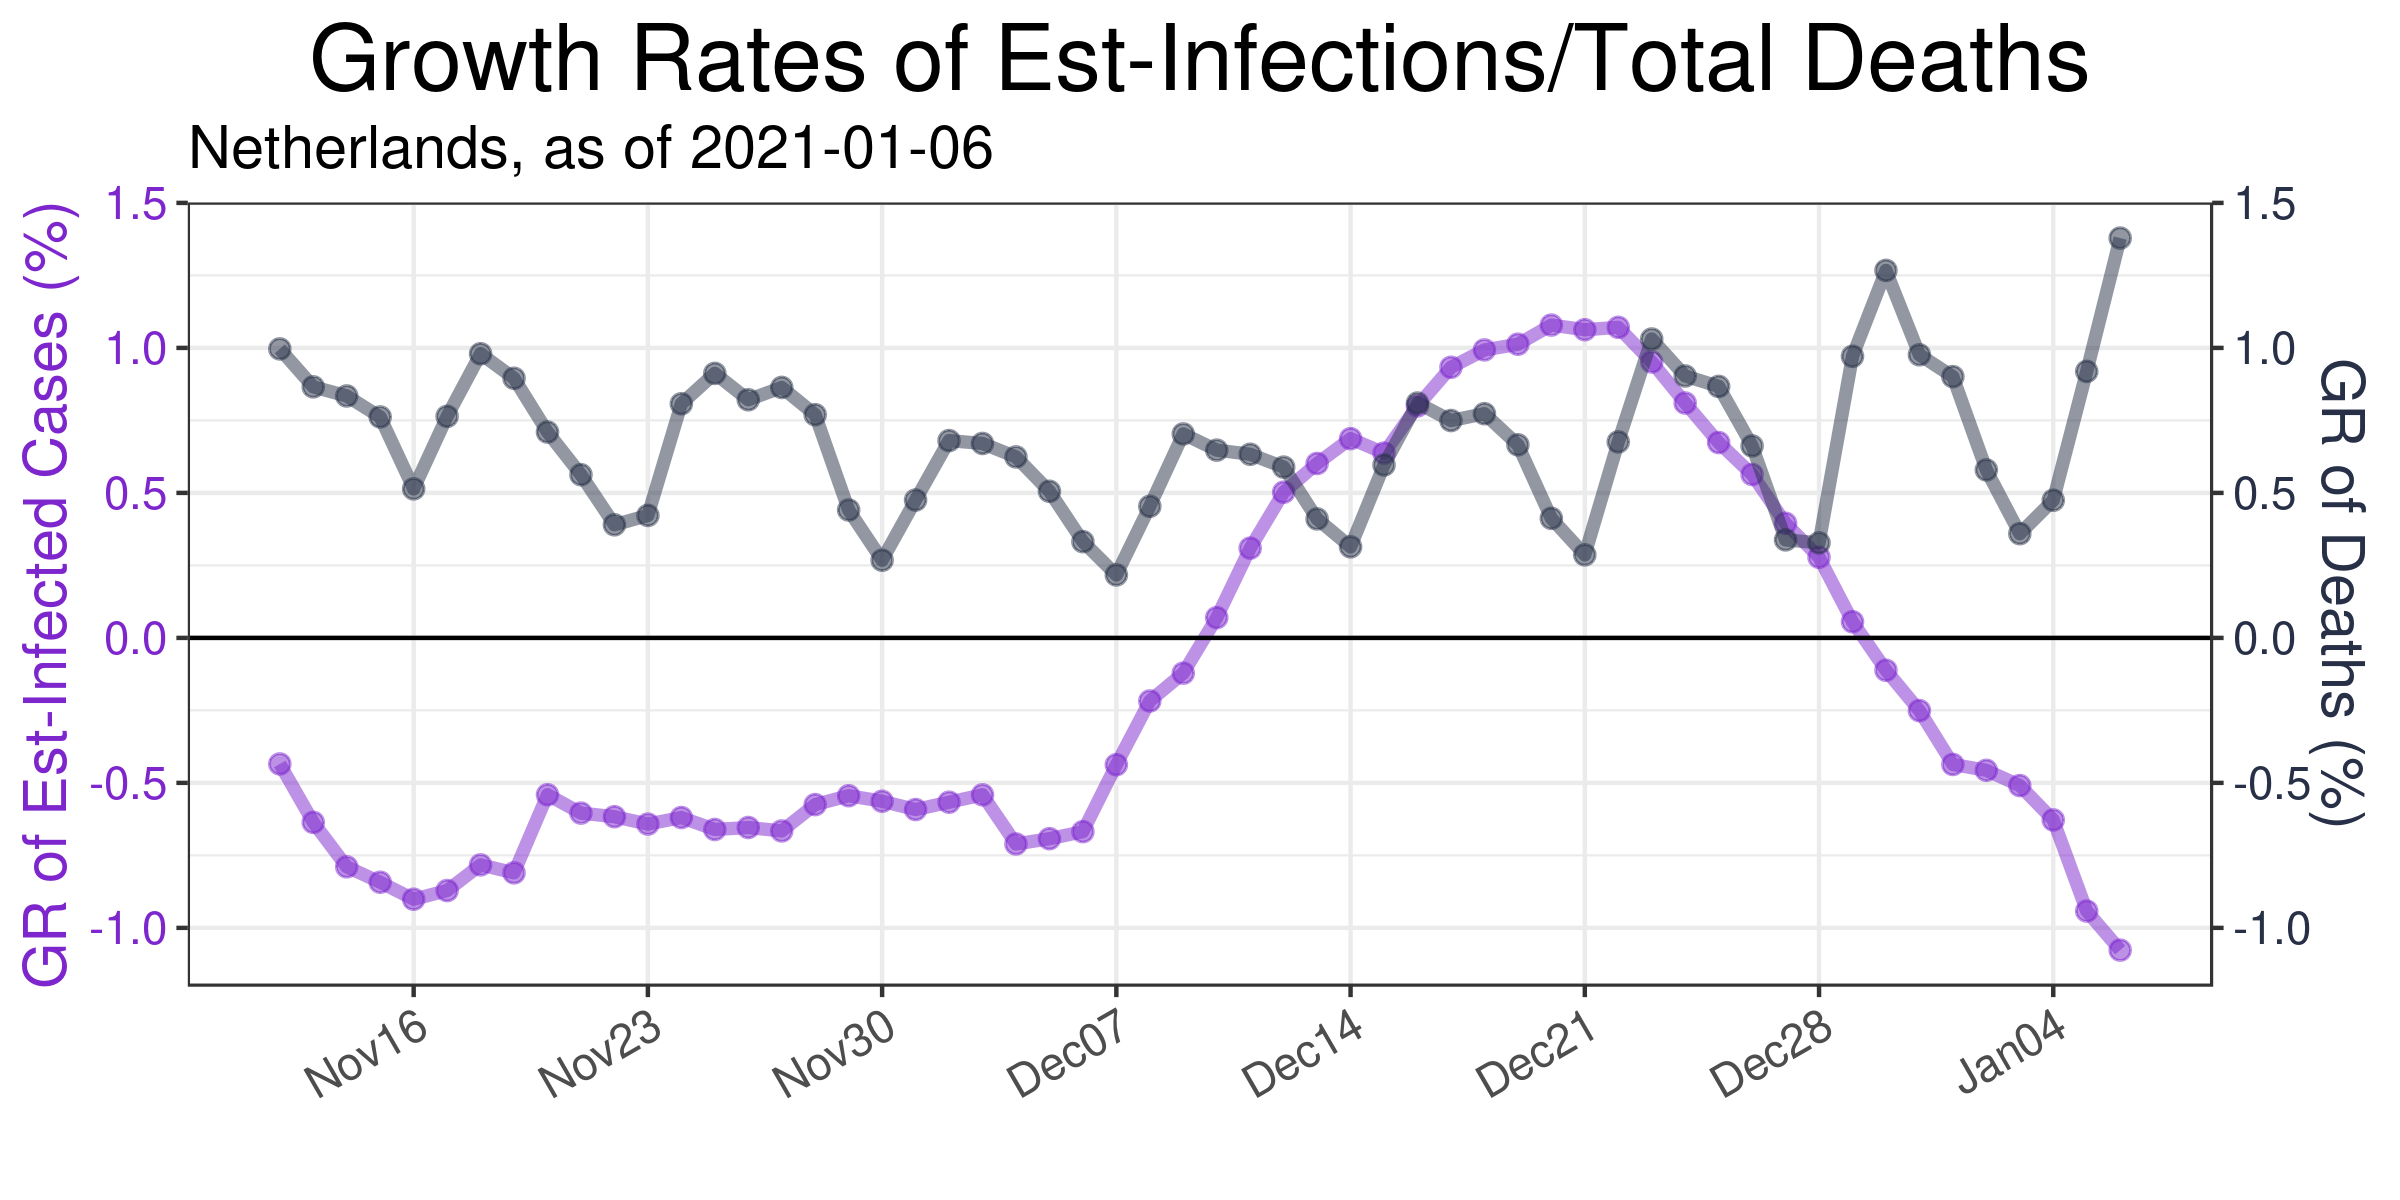 Growth Rates of Est-Infections/Total Deaths
Netherlands, as of 2021-01-06
GR of Est-Infected Cases (%)
1.5
1.0
0.5
0.0
-0.5
-1.0
1.5
1.0
0.5
0.0
-0.5
-1.0
GR of Deaths (%)
Nov16
Nov23
Nov30
Dec07
Dec14
Dec21
Dec28
Jan04